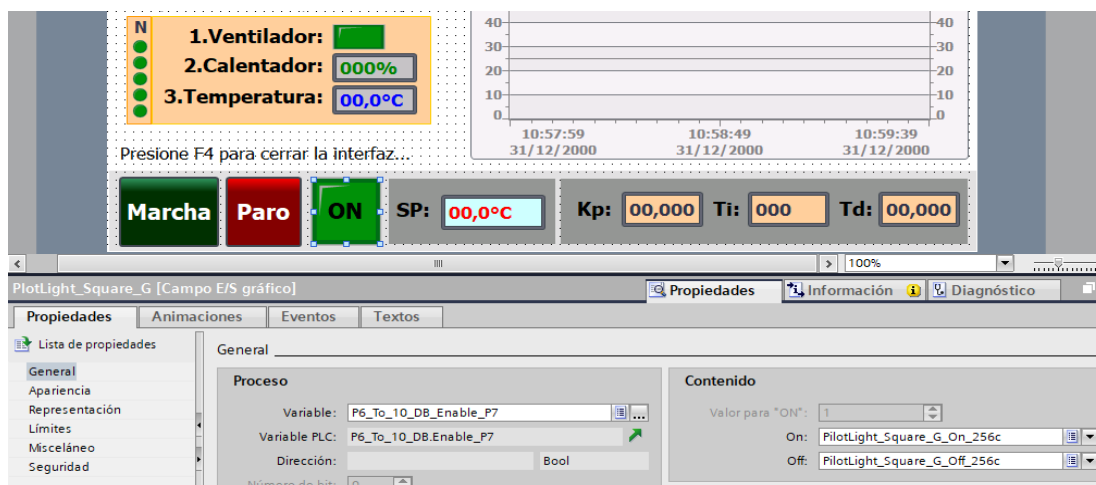 N
1.Ventilador:
2.Calentador: 000%
3.Temperatura: 00,0°C
Presione F4 para cerrar la interfaz...
40 40
30 30
20 20
10 10
0 0
10:57:59 10:58:49 10:59:39
31/12/2000 31/12/2000 31/12/2000
Marcha Paro ON SP: 00,0°C Kp: 00,000 Ti: 000 Td: 00,000
100%
PlotLight_Square_G [Campo E/S gráfico]
Propiedades Información Diagnóstico
Propiedades Animaciones Eventos Textos
Lista de propiedades
General
Apariencia
Representación
Límites
Misceláneo
Seguridad
General
Proceso
Variable: P6_To_10_DB_Enable_P7 ...
Variable PLC: P6_To_10_DB.Enable_P7
Dirección: Bool
Número de bit: 0
Contenido
Valor para "ON": 1
On: PilotLight_Square_G_On_256c
Off: PilotLight_Square_G_Off_256c